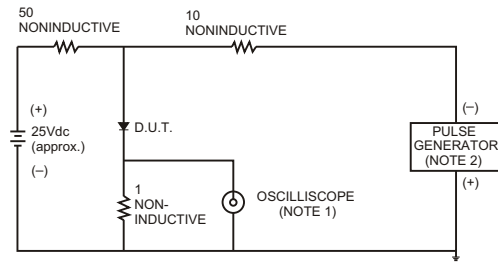 50
NONINDUCTIVE
10
NONINDUCTIVE
(+)
25Vdc
(approx.)
(–)
D.U.T.
1
NON-
INDUCTIVE
OSCILLISCOPE
(NOTE 1)
(–)
PULSE
GENERATOR
(NOTE 2)
(+)